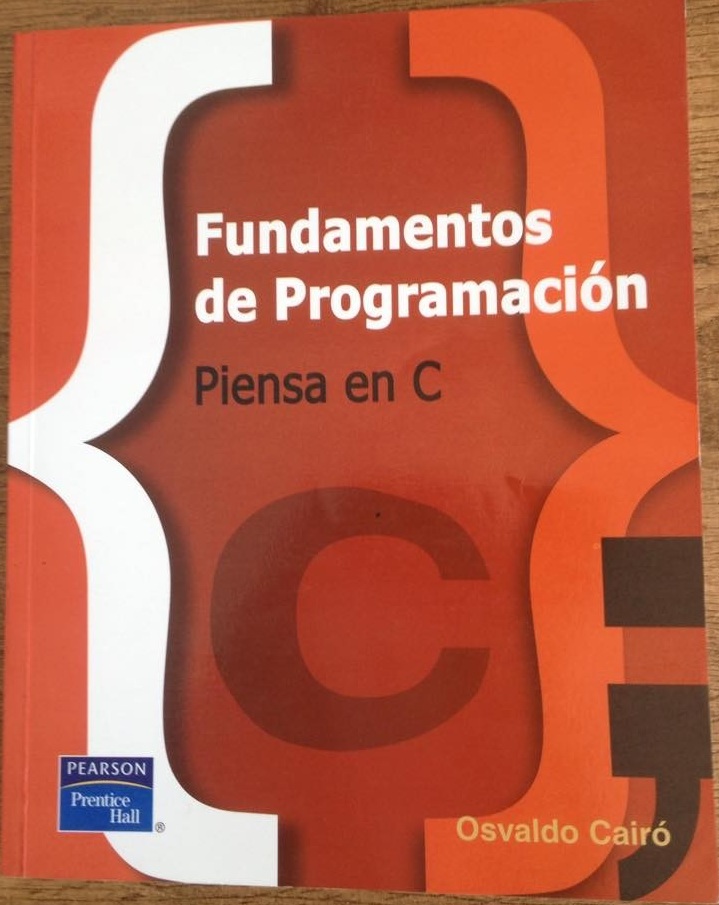 {
}
Fundamentos
de Programación
Piensa en C
C
;
PEARSON
Prentice
Hall
®
Osvaldo Cairó